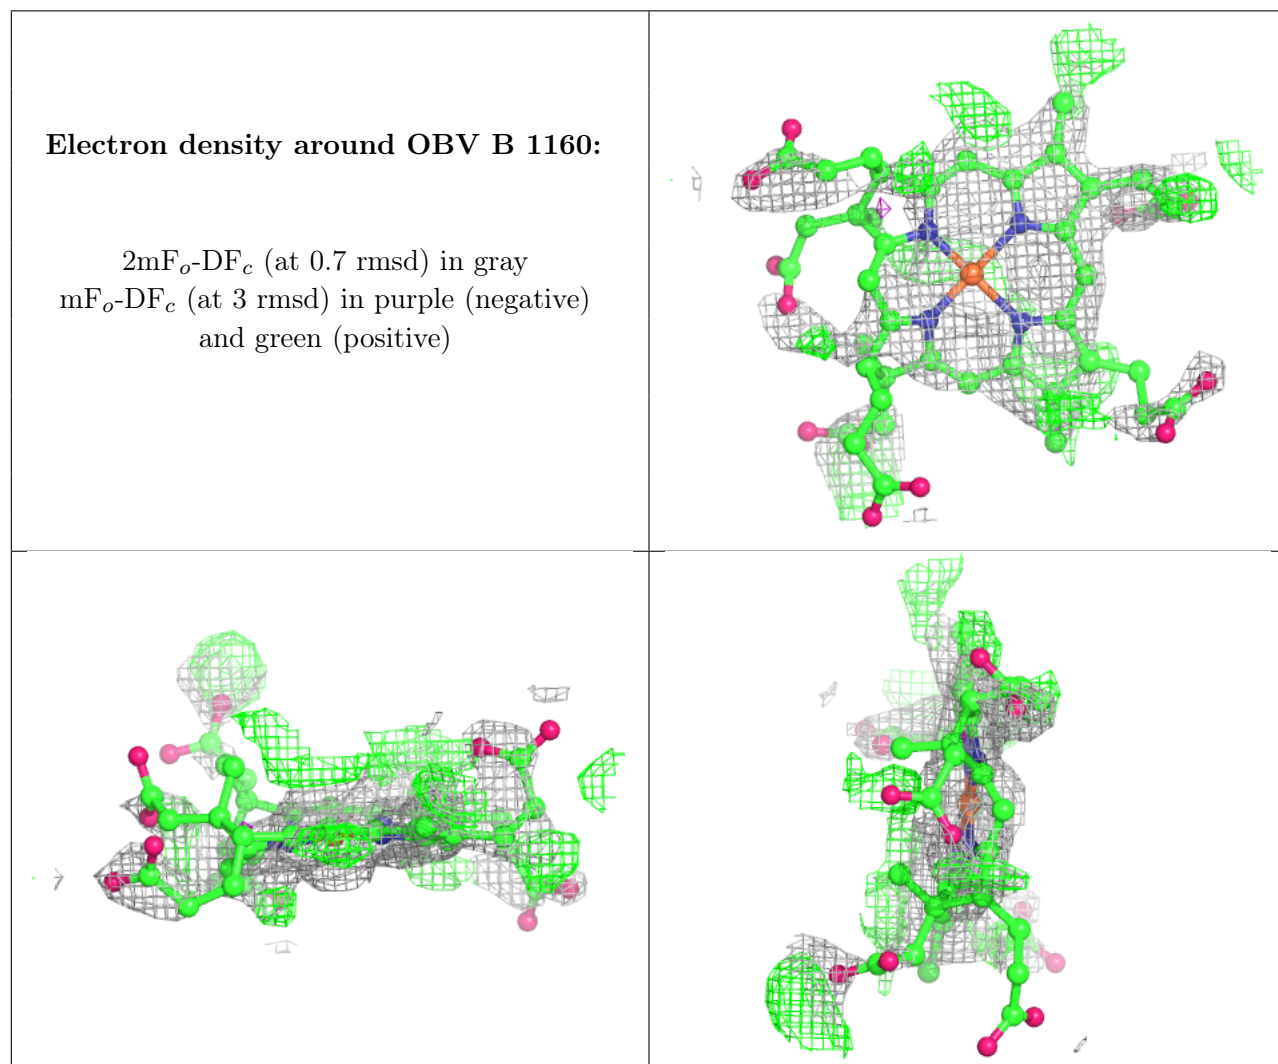 Electron density around OBV B 1160:
2mFo-DFc (at 0.7 rmsd) in gray
mFo-DFc (at 3 rmsd) in purple (negative)
and green (positive)